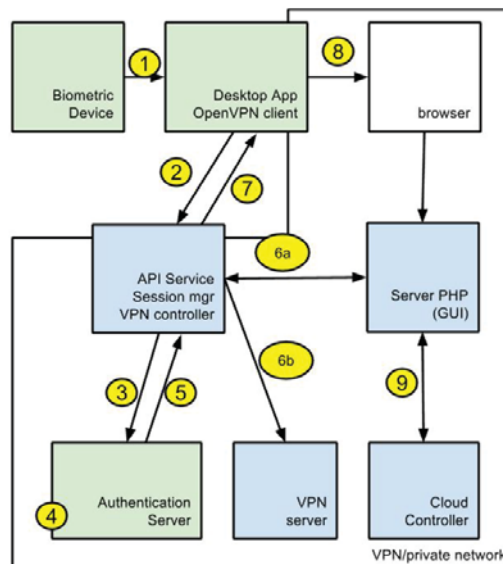 1
8
Biometric
Device
Desktop App
OpenVPN client
browser
2
7
6a
API Service
Session mgr
VPN controller
Server PHP
(GUI)
6b
3
5
9
4
Authentication
Server
VPN
server
Cloud
Controller
VPN/private network